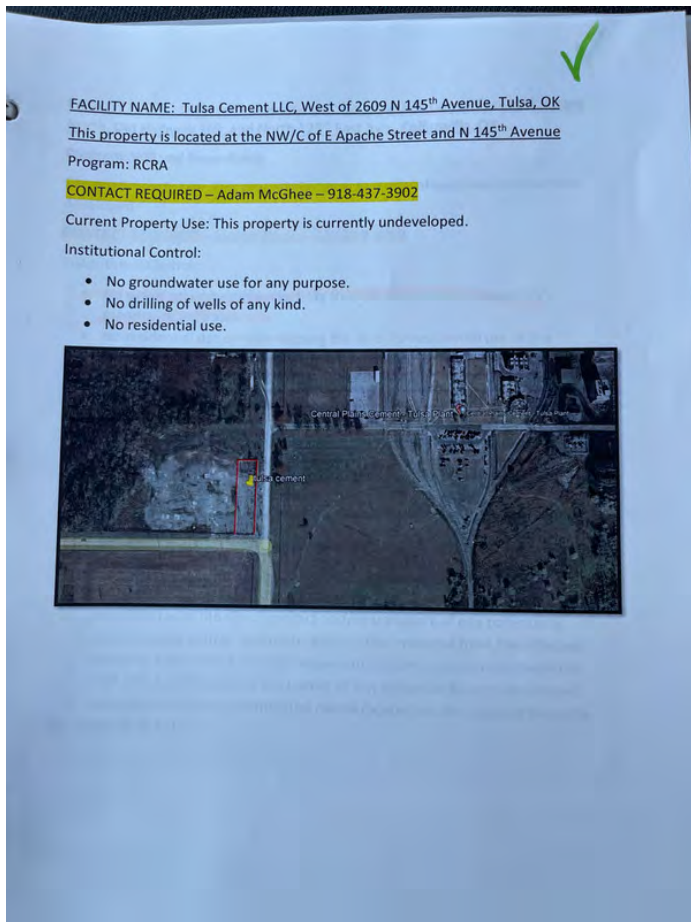 FACILITY NAME: Tulsa Cement LLC, West of 2609 N 145th Avenue, Tulsa, OK
This property is located at the NW/C of E Apache Street and N 145th Avenue
Program: RCRA
CONTACT REQUIRED – Adam McGhee – 918-437-3902
Current Property Use: This property is currently undeveloped.
Institutional Control:
• No groundwater use for any purpose.
• No drilling of wells of any kind.
• No residential use.
Central Plains Cement - Tulsa Plant
tulsa cement